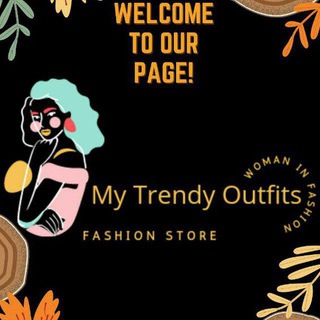 WELCOME
TO OUR
PAGE!
WOMAN IN FASHION
My Trendy Outfits
FASHION STORE